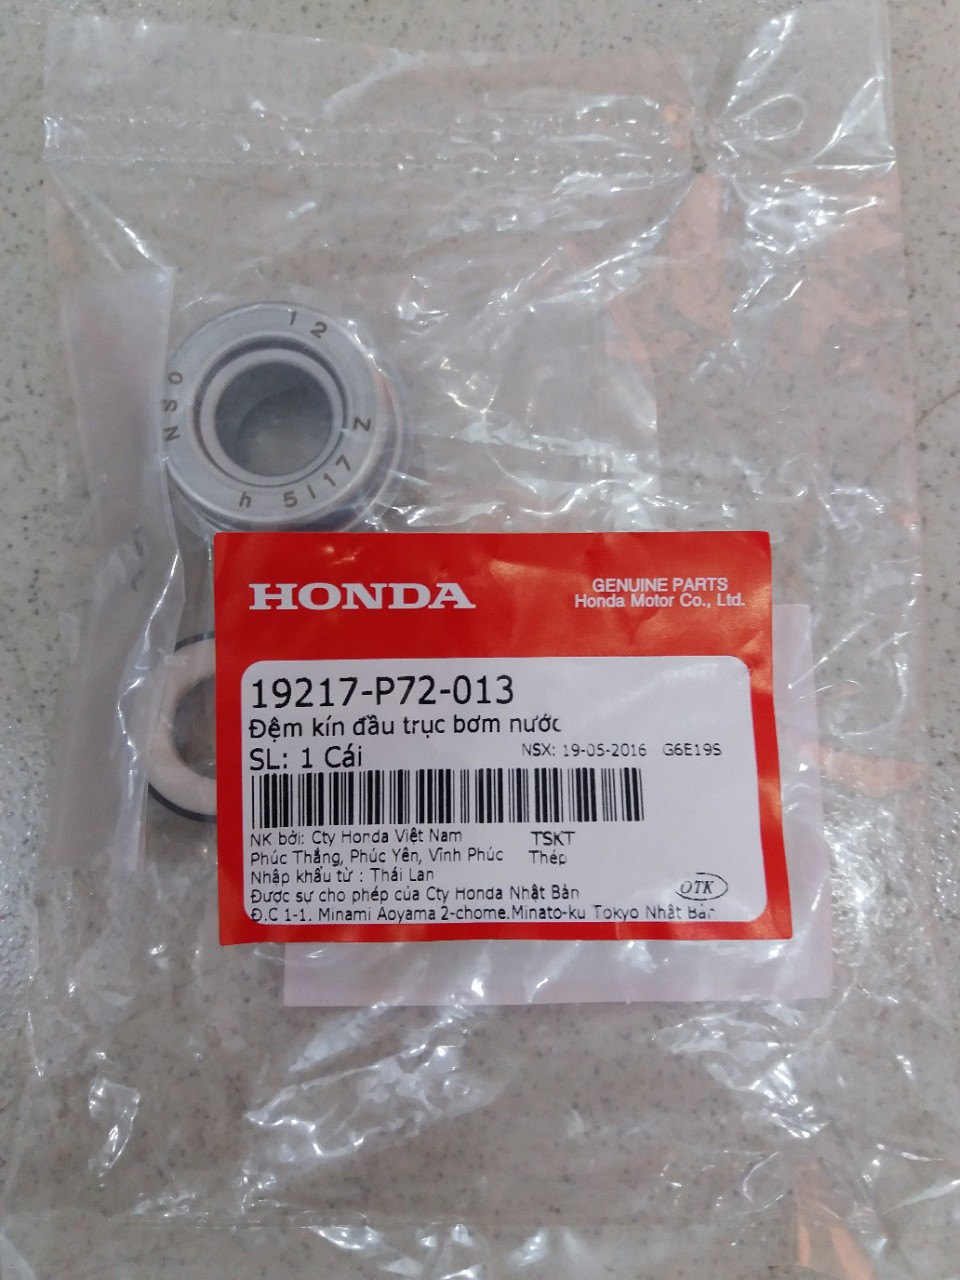 12
NSO
h 5117 Z
HONDA
GENUINE PARTS
Honda Motor Co., Ltd.
19217-P72-013
Đệm kín đầu trục bơm nước
SL: 1 Cái
NSX: 19-05-2016 G6E19S
NK bởi: Cty Honda Việt Nam
TSKT
Phúc Thắng, Phúc Yên, Vĩnh Phúc
Thép
Nhập khẩu từ : Thái Lan
Được sự cho phép của Cty Honda Nhật Bản
OTK
Đ.C 1-1. Minami Aoyama 2-chome.Minato-ku Tokyo Nhật Bản